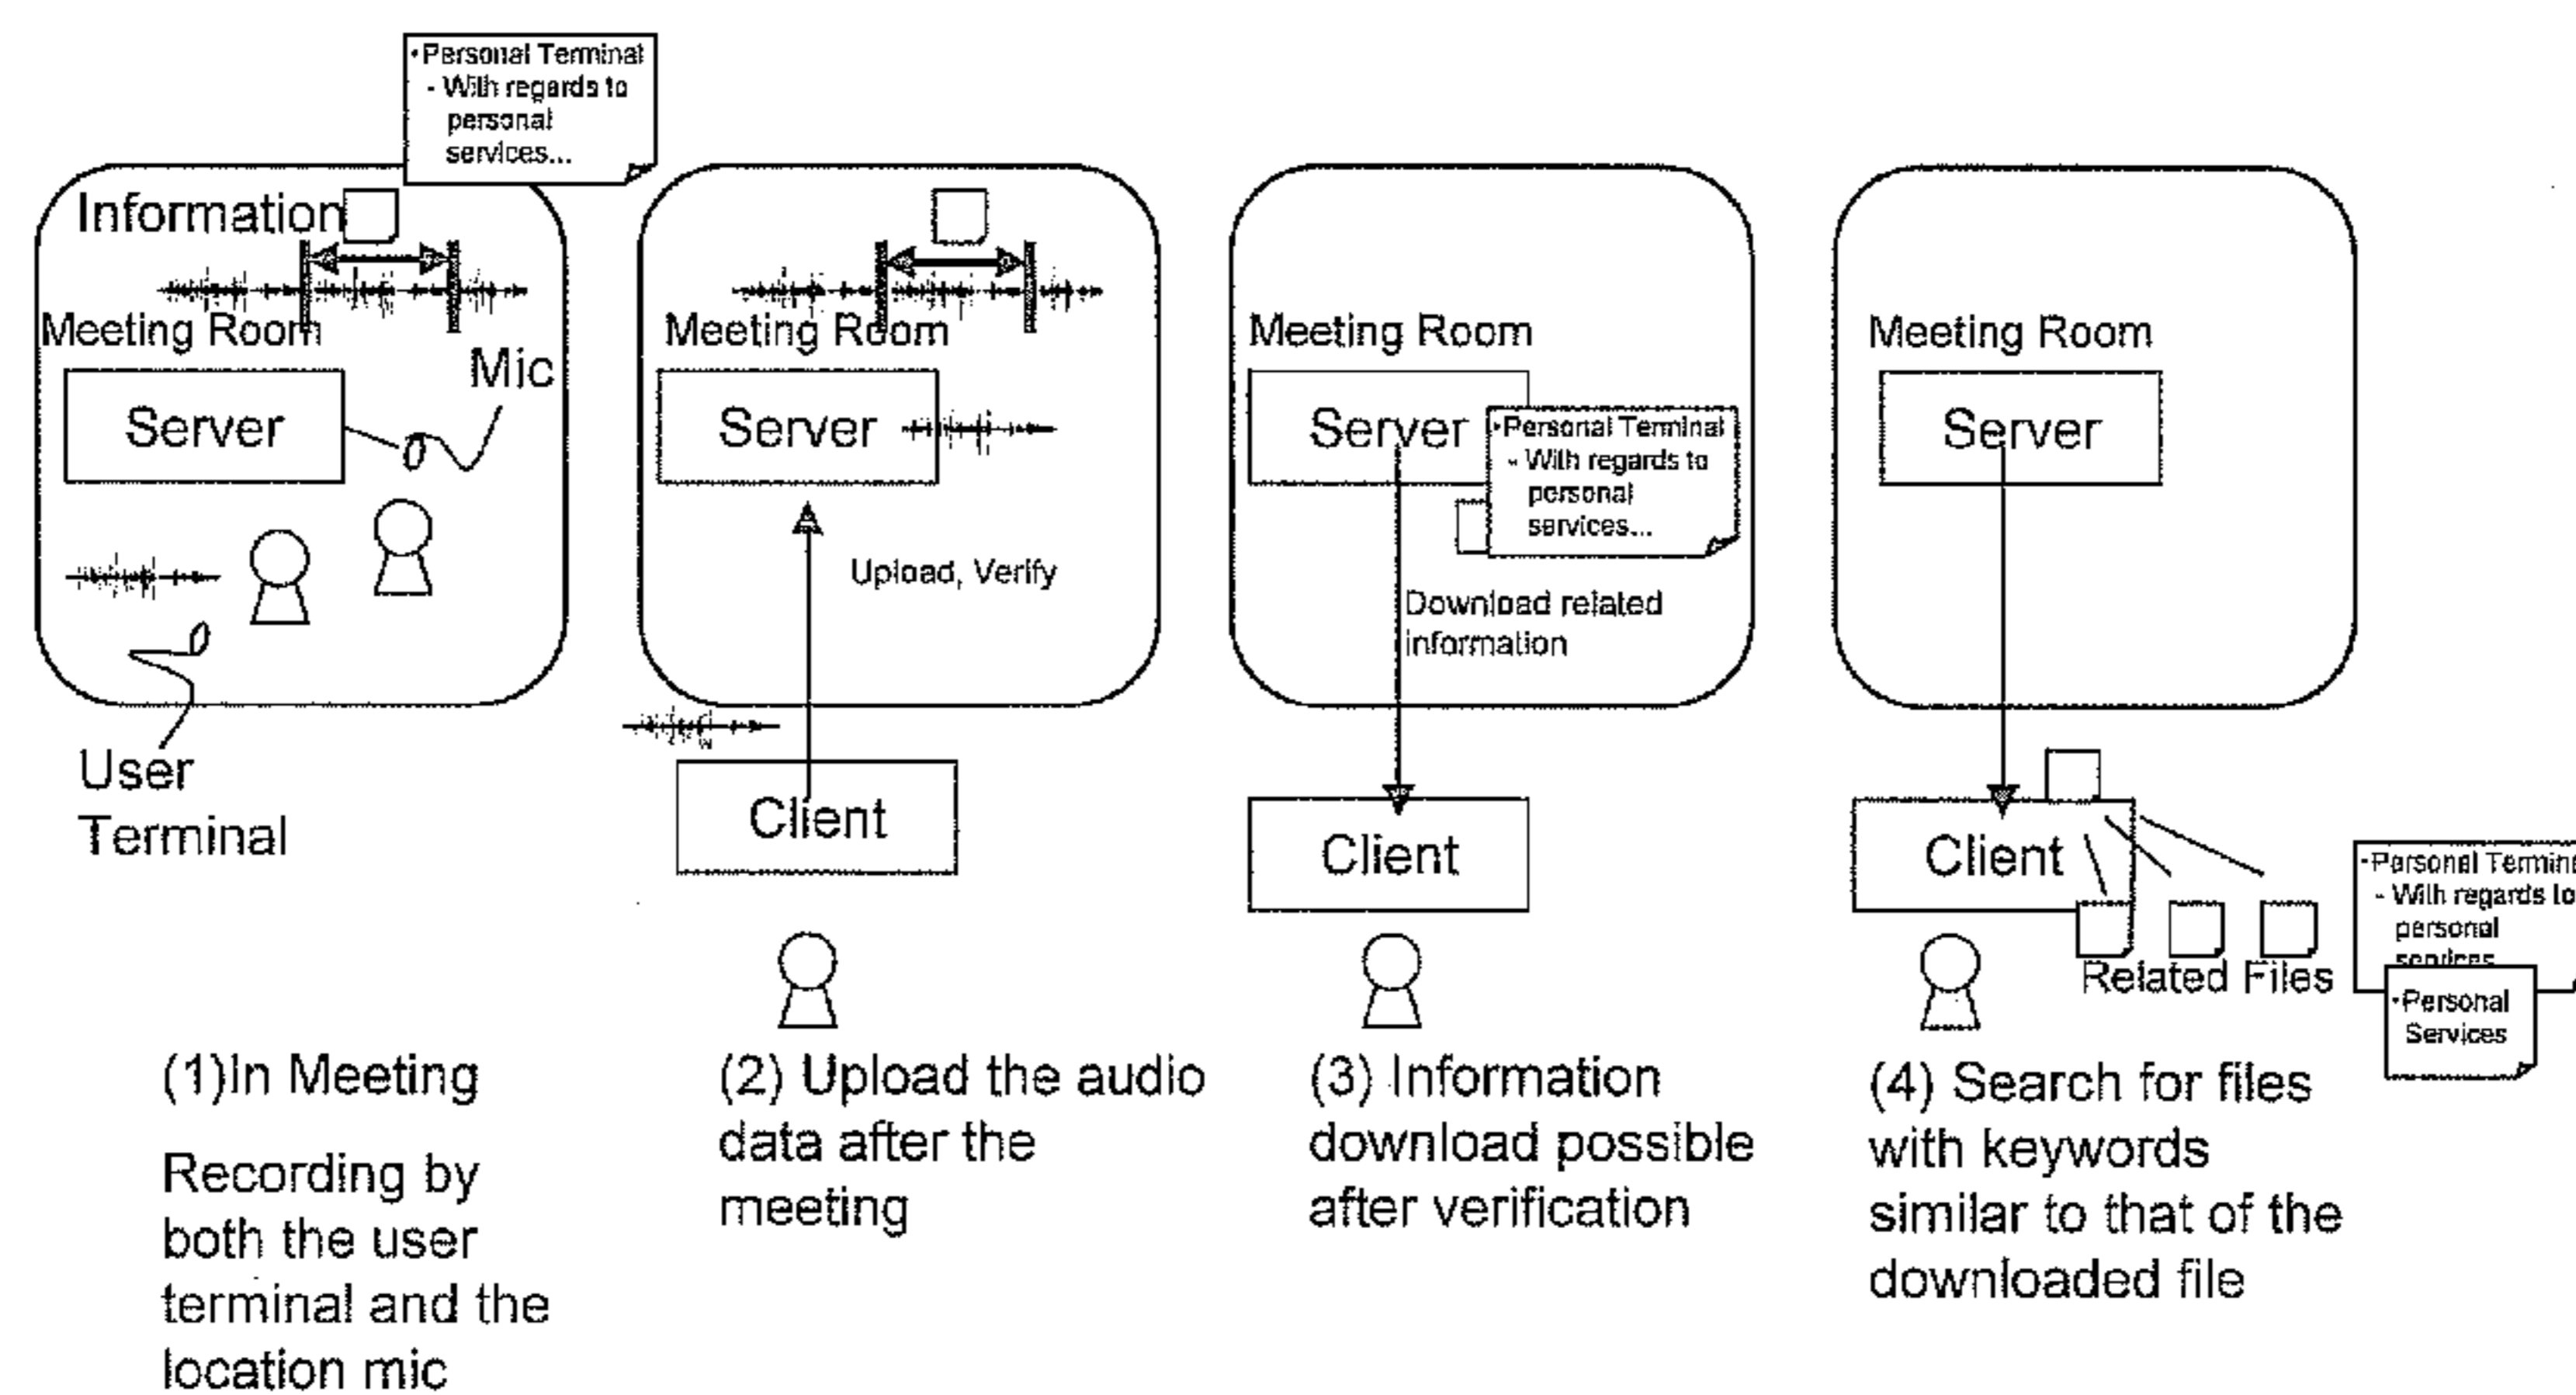 •Personal Terminal
- With regards to
personal
services...
Information
Meeting Room
Mic
Server
User
Terminal
(1)In Meeting
Recording by
both the user
terminal and the
location mic
Meeting Room
Server
Upload, Verify
Client
(2) Upload the audio
data after the
meeting
Meeting Room
Server
•Personal Terminal
- With regards to
personal
services...
Download related
information
Client
(3) Information
download possible
after verification
Meeting Room
Server
Client
Related Files
•Personal
- With regards to
personal
services
•Personal
Services
(4) Search for files
with keywords
similar to that of the
downloaded file